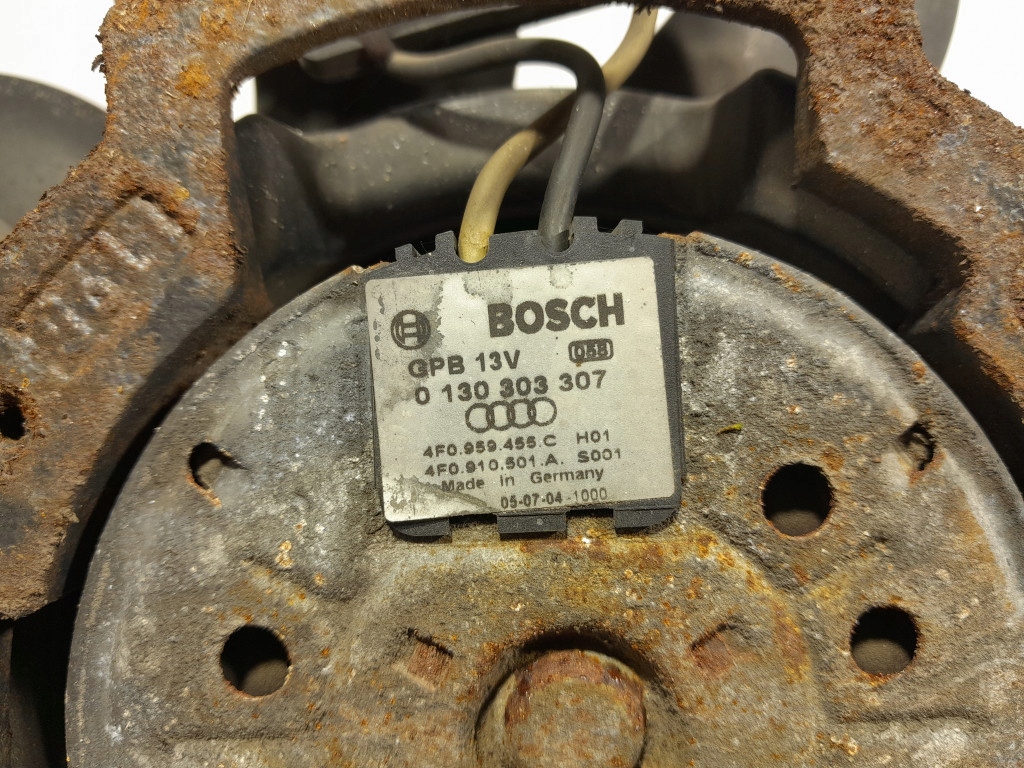 BOSCH
GPB 13V
0 130 303 307
4F0.959.455.C H01
4F0.910.501.A. S001
Made In Germany
05-07-04-1000